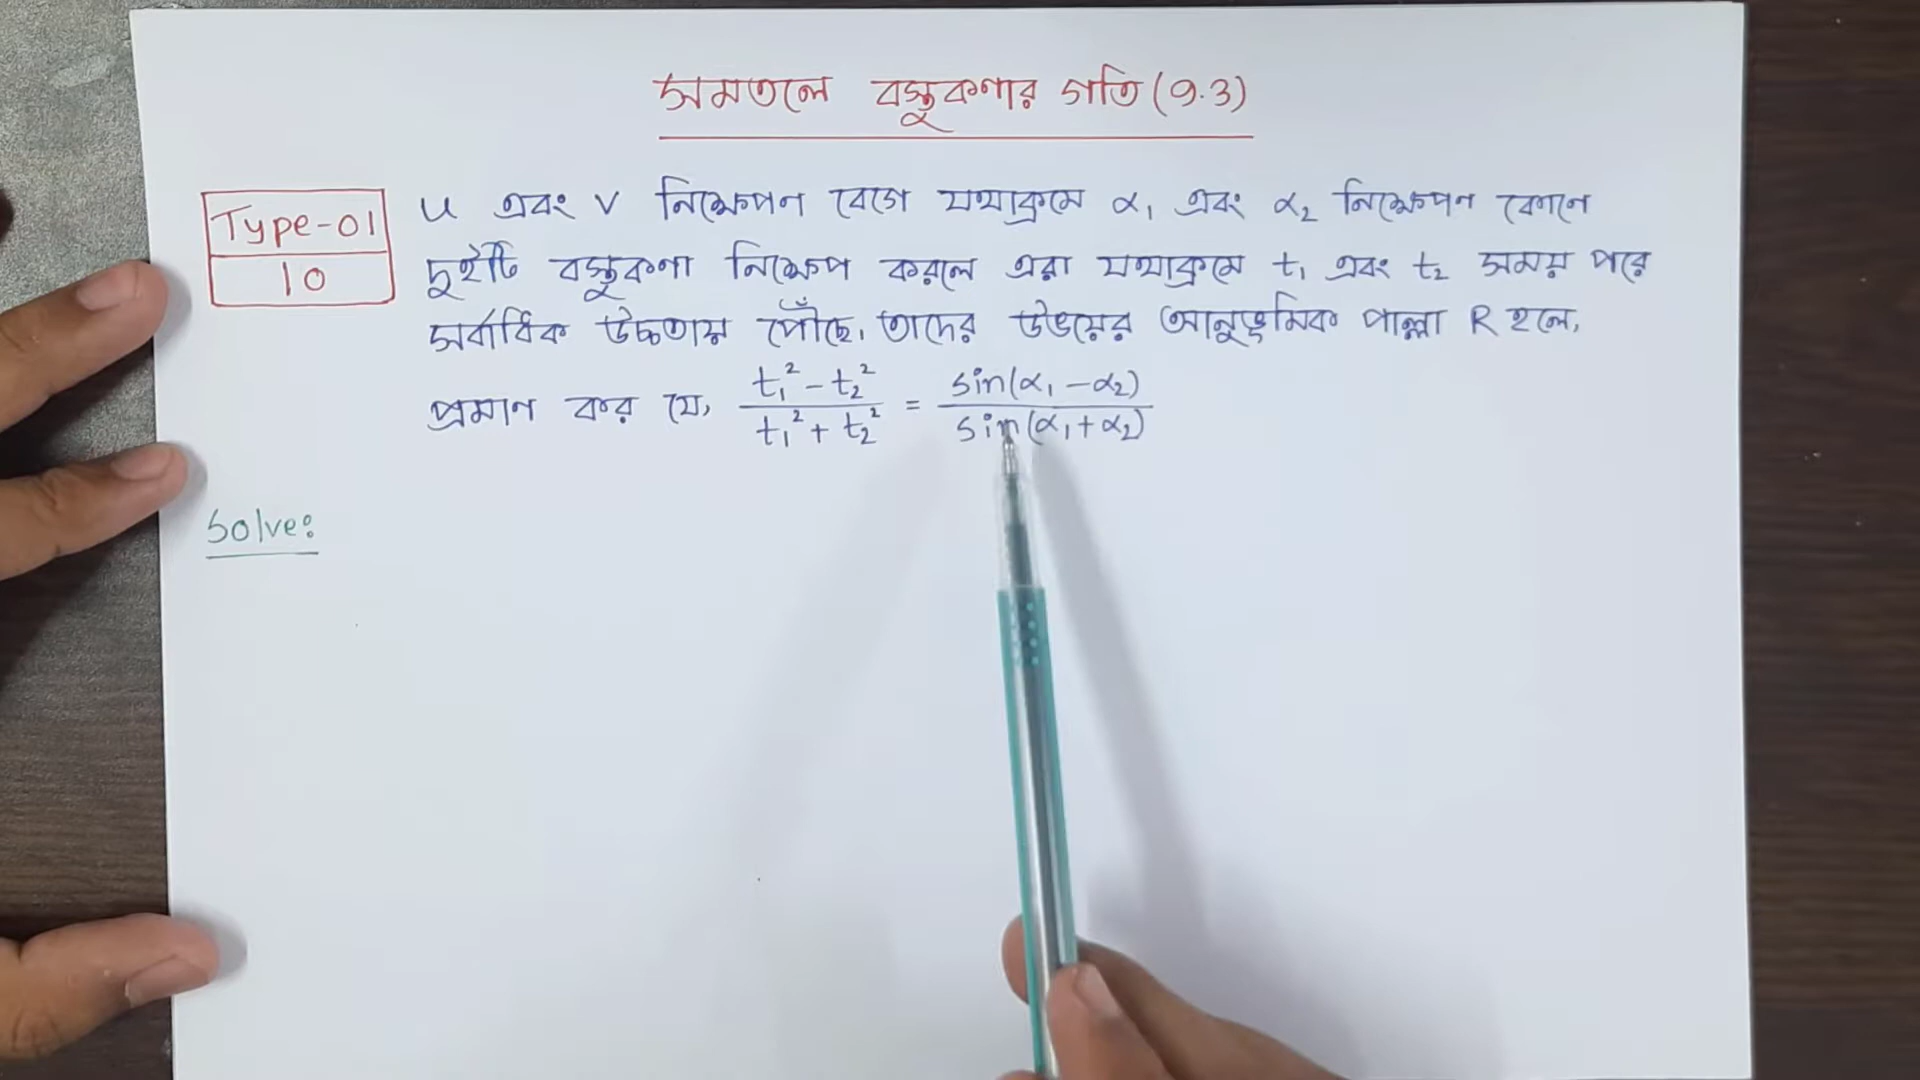 সমতলে বস্তুকণার গতি (9.3)
Type-01
10
u এবং v নিক্ষেপন বেগে যথাক্রমে α₁ এবং α₂ নিক্ষেপন কোনে
দুইটি বস্তুকণা নিক্ষেপ করলে এরা যথাক্রমে t₁ এবং t₂ সময় পরে
সর্বাধিক উচ্চতায় পৌঁছে। তাদের উভয়ের আনুভূমিক পাল্লা R হলে,
প্রমান কর যে, (t₁² - t₂²)/(t₁² + t₂²) = sin(α₁ - α₂)/sin(α₁ + α₂)
Solve: